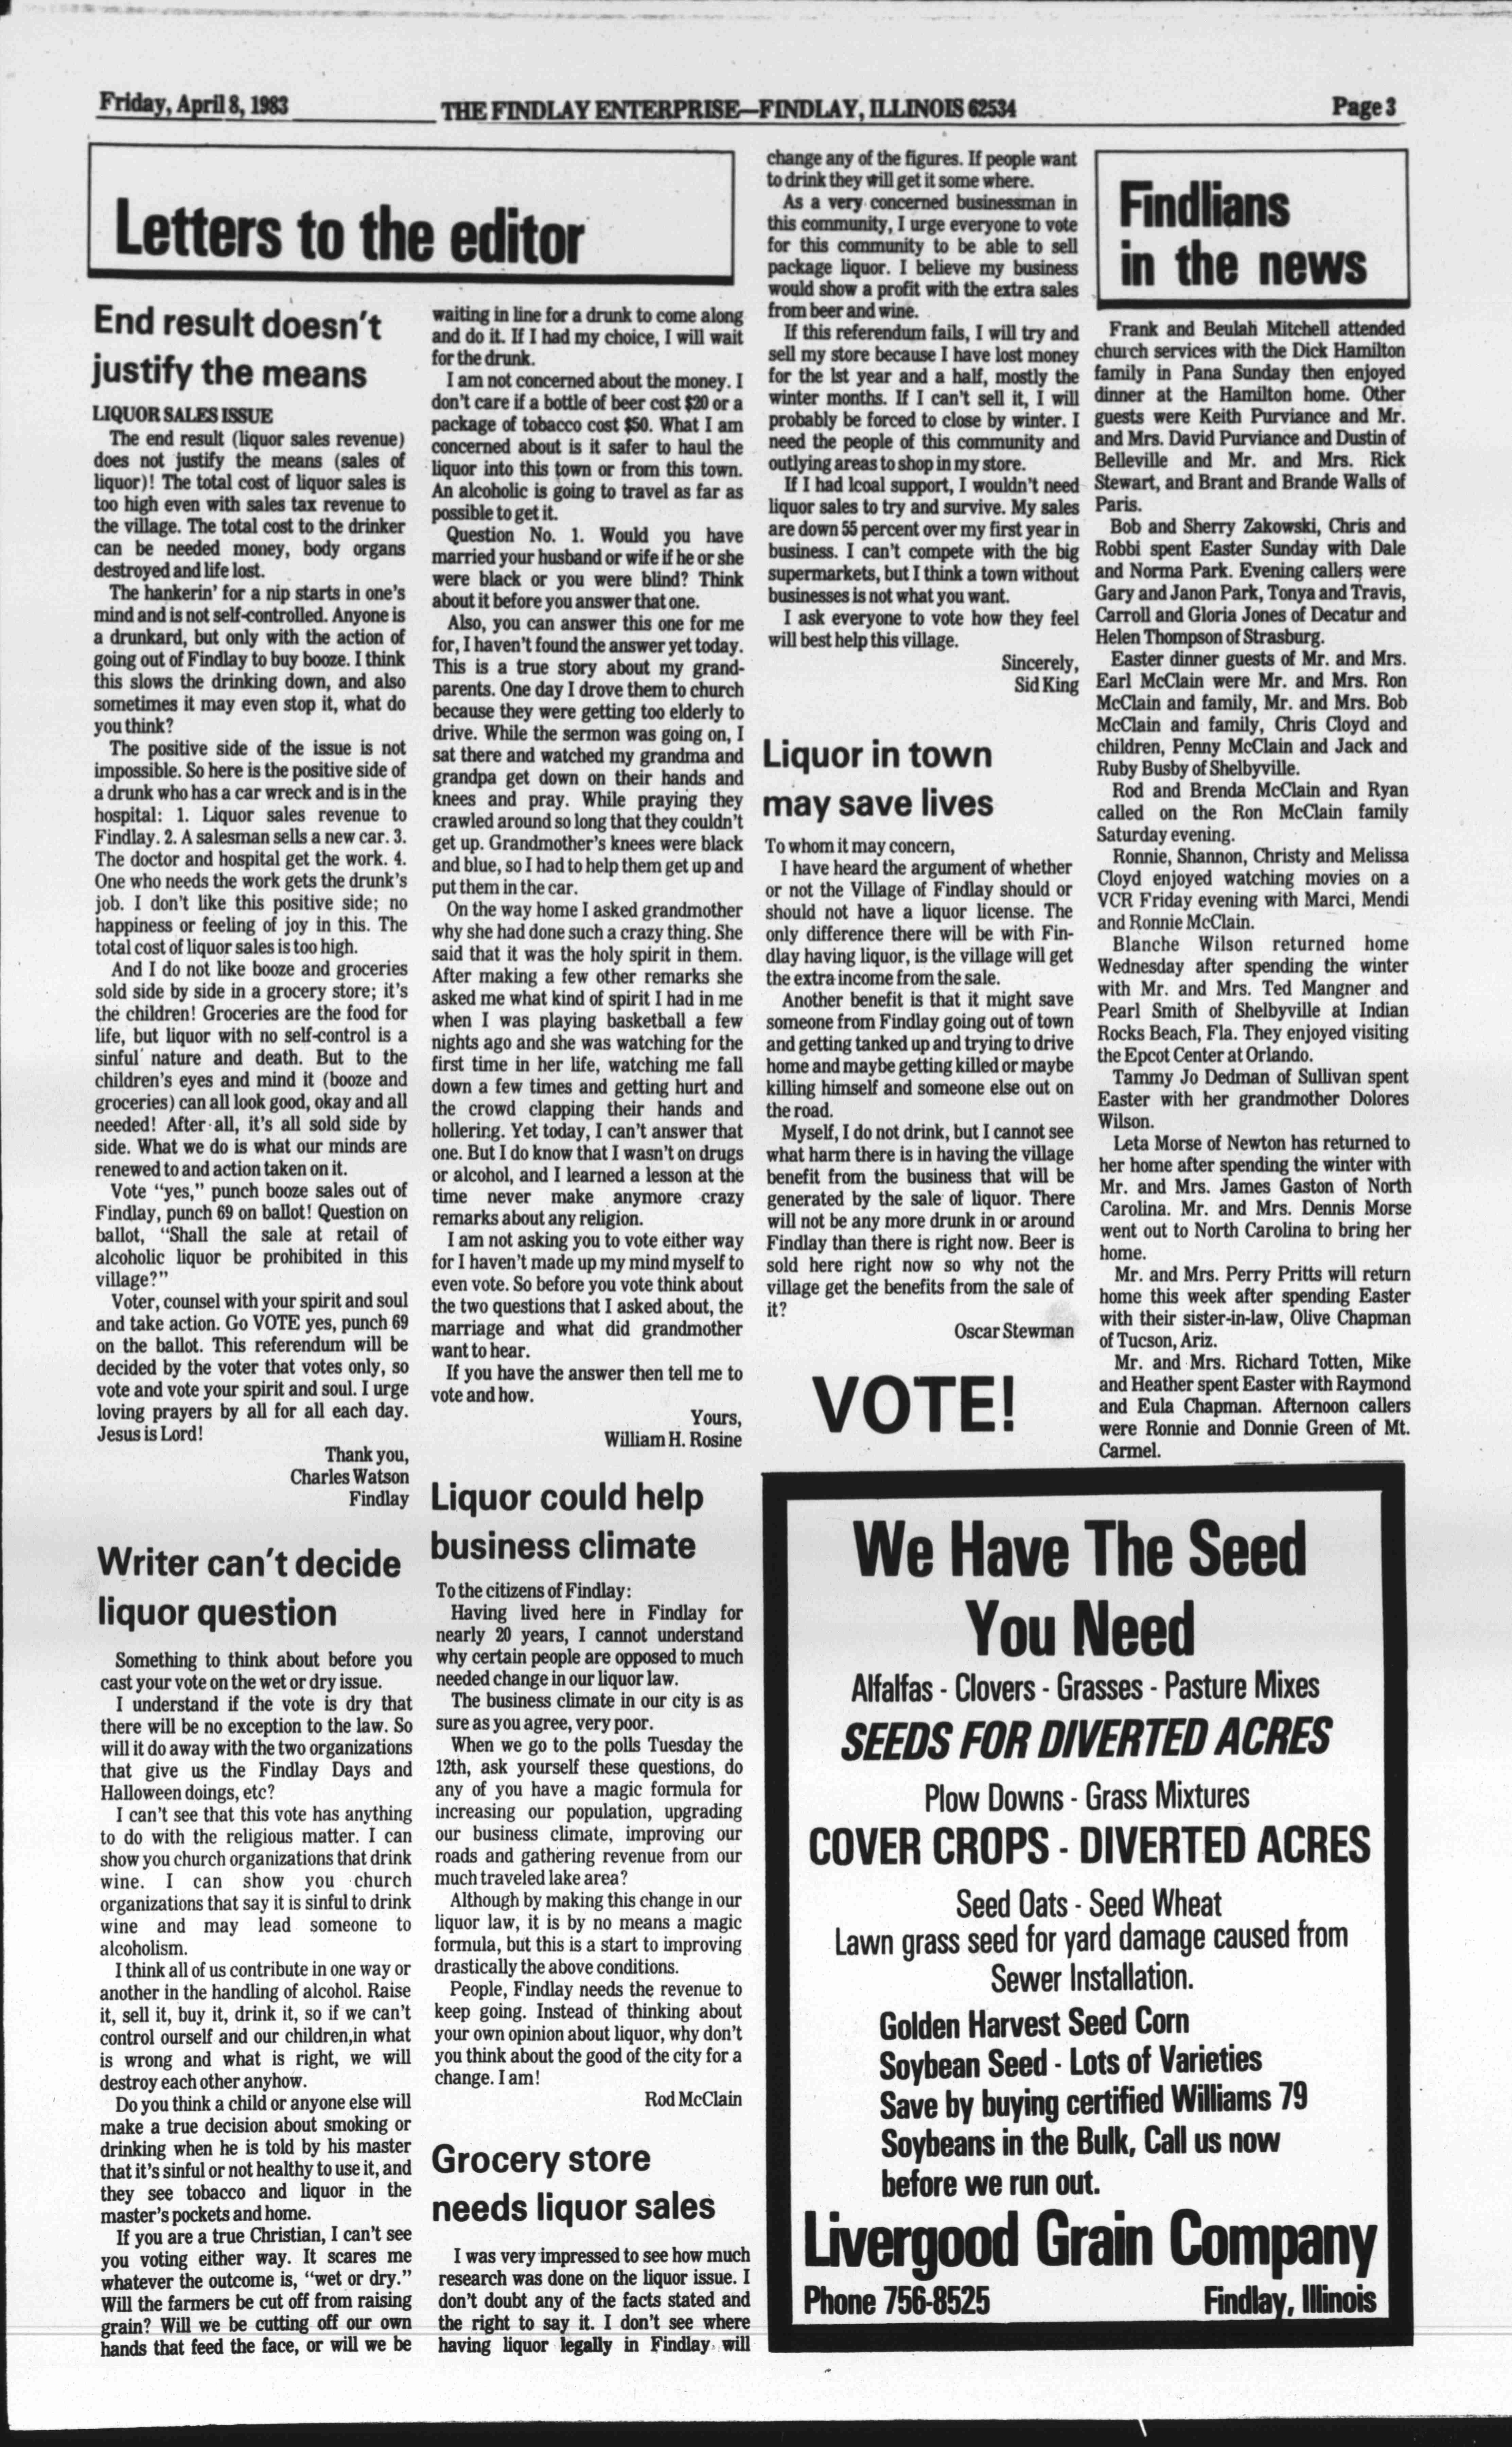 Friday, April 8, 1983
THE FINDLAY ENTERPRISE—FINDLAY, ILLINOIS 62534
Page 3
Letters to the editor
End result doesn't
justify the means
LIQUOR SALES ISSUE
The end result (liquor sales revenue)
does not justify the means (sales of
liquor)! The total cost of liquor sales is
too high even with sales tax revenue to
the village. The total cost to the drinker
can be needed money, body organs
destroyed and life lost.
The hankerin' for a nip starts in one's
mind and is not self-controlled. Anyone is
a drunkard, but only with the action of
going out of Findlay to buy booze. I think
this slows the drinking down, and also
sometimes it may even stop it, what do
you think?
The positive side of the issue is not
impossible. So here is the positive side of
a drunk who has a car wreck and is in the
hospital: 1. Liquor sales revenue to
Findlay. 2. A salesman sells a new car. 3.
The doctor and hospital get the work. 4.
One who needs the work gets the drunk's
job. I don't like this positive side; no
happiness or feeling of joy in this. The
total cost of liquor sales is too high.
And I do not like booze and groceries
sold side by side in a grocery store; it's
the children! Groceries are the food for
life, but liquor with no self-control is a
sinful nature and death. But to the
children's eyes and mind it (booze and
groceries) can all look good, okay and all
needed! After all, it's all sold side by
side. What we do is what our minds are
renewed to and action taken on it.
Vote "yes," punch booze sales out of
Findlay, punch 69 on ballot! Question on
ballot, "Shall the sale at retail of
alcoholic liquor be prohibited in this
village?"
Voter, counsel with your spirit and soul
and take action. Go VOTE yes, punch 69
on the ballot. This referendum will be
decided by the voter that votes only, so
vote and vote your spirit and soul. I urge
loving prayers by all for all each day.
Jesus is Lord!
Thank you,
Charles Watson
Findlay
Writer can't decide
liquor question
Something to think about before you
cast your vote on the wet or dry issue.
I understand if the vote is dry that
there will be no exception to the law. So
will it do away with the two organizations
that give us the Findlay Days and
Halloween doings, etc?
I can't see that this vote has anything
to do with the religious matter. I can
show you church organizations that drink
wine. I can show you church
organizations that say it is sinful to drink
wine and may lead someone to
alcoholism.
I think all of us contribute in one way or
another in the handling of alcohol. Raise
it, sell it, buy it, drink it, so if we can't
control ourself and our children,in what
is wrong and what is right, we will
destroy each other anyhow.
Do you think a child or anyone else will
make a true decision about smoking or
drinking when he is told by his master
that it's sinful or not healthy to use it, and
they see tobacco and liquor in the
master's pockets and home.
If you are a true Christian, I can't see
you voting either way. It scares me
whatever the outcome is, "wet or dry."
Will the farmers be cut off from raising
grain? Will we be cutting off our own
hands that feed the face, or will we be
waiting in line for a drunk to come along
and do it. If I had my choice, I will wait
for the drunk.
I am not concerned about the money. I
don't care if a bottle of beer cost $20 or a
package of tobacco cost $50. What I am
concerned about is it safer to haul the
liquor into this town or from this town.
An alcoholic is going to travel as far as
possible to get it.
Question No. 1. Would you have
married your husband or wife if he or she
were black or you were blind? Think
about it before you answer that one.
Also, you can answer this one for me
for, I haven't found the answer yet today.
This is a true story about my grand-
parents. One day I drove them to church
because they were getting too elderly to
drive. While the sermon was going on, I
sat there and watched my grandma and
grandpa get down on their hands and
knees and pray. While praying they
crawled around so long that they couldn't
get up. Grandmother's knees were black
and blue, so I had to help them get up and
put them in the car.
On the way home I asked grandmother
why she had done such a crazy thing. She
said that it was the holy spirit in them.
After making a few other remarks she
asked me what kind of spirit I had in me
when I was playing basketball a few
nights ago and she was watching for the
first time in her life, watching me fall
down a few times and getting hurt and
the crowd clapping their hands and
hollering. Yet today, I can't answer that
one. But I do know that I wasn't on drugs
or alcohol, and I learned a lesson at the
time never make anymore crazy
remarks about any religion.
I am not asking you to vote either way
for I haven't made up my mind myself to
even vote. So before you vote think about
the two questions that I asked about, the
marriage and what did grandmother
want to hear.
If you have the answer then tell me to
vote and how.
Yours,
William H. Rosine
Liquor could help
business climate
To the citizens of Findlay:
Having lived here in Findlay for
nearly 20 years, I cannot understand
why certain people are opposed to much
needed change in our liquor law.
The business climate in our city is as
sure as you agree, very poor.
When we go to the polls Tuesday the
12th, ask yourself these questions, do
any of you have a magic formula for
increasing our population, upgrading
our business climate, improving our
roads and gathering revenue from our
much traveled lake area?
Although by making this change in our
liquor law, it is by no means a magic
formula, but this is a start to improving
drastically the above conditions.
People, Findlay needs the revenue to
keep going. Instead of thinking about
your own opinion about liquor, why don't
you think about the good of the city for a
change. I am!
Rod McClain
Grocery store
needs liquor sales
I was very impressed to see how much
research was done on the liquor issue. I
don't doubt any of the facts stated and
the right to say it. I don't see where
having liquor legally in Findlay will
change any of the figures. If people want
to drink they will get it some where.
As a very concerned businessman in
this community, I urge everyone to vote
for this community to be able to sell
package liquor. I believe my business
would show a profit with the extra sales
from beer and wine.
If this referendum fails, I will try and
sell my store because I have lost money
for the lst year and a half, mostly the
winter months. If I can't sell it, I will
probably be forced to close by winter. I
need the people of this community and
outlying areas to shop in my store.
If I had lcoal support, I wouldn't need
liquor sales to try and survive. My sales
are down 55 percent over my first year in
business. I can't compete with the big
supermarkets, but I think a town without
businesses is not what you want.
I ask everyone to vote how they feel
will best help this village.
Sincerely,
Sid King
Liquor in town
may save lives
To whom it may concern,
I have heard the argument of whether
or not the Village of Findlay should or
should not have a liquor license. The
only difference there will be with Fin-
dlay having liquor, is the village will get
the extra income from the sale.
Another benefit is that it might save
someone from Findlay going out of town
and getting tanked up and trying to drive
home and maybe getting killed or maybe
killing himself and someone else out on
the road.
Myself, I do not drink, but I cannot see
what harm there is in having the village
benefit from the business that will be
generated by the sale of liquor. There
will not be any more drunk in or around
Findlay than there is right now. Beer is
sold here right now so why not the
village get the benefits from the sale of
it?
Oscar Stewman
VOTE!
Findlians
in the news
Frank and Beulah Mitchell attended
church services with the Dick Hamilton
family in Pana Sunday then enjoyed
dinner at the Hamilton home. Other
guests were Keith Purviance and Mr.
and Mrs. David Purviance and Dustin of
Belleville and Mr. and Mrs. Rick
Stewart, and Brant and Brande Walls of
Paris.
Bob and Sherry Zakowski, Chris and
Robbi spent Easter Sunday with Dale
and Norma Park. Evening callers were
Gary and Janon Park, Tonya and Travis,
Carroll and Gloria Jones of Decatur and
Helen Thompson of Strasburg.
Easter dinner guests of Mr. and Mrs.
Earl McClain were Mr. and Mrs. Ron
McClain and family, Mr. and Mrs. Bob
McClain and family, Chris Cloyd and
children, Penny McClain and Jack and
Ruby Busby of Shelbyville.
Rod and Brenda McClain and Ryan
called on the Ron McClain family
Saturday evening.
Ronnie, Shannon, Christy and Melissa
Cloyd enjoyed watching movies on a
VCR Friday evening with Marci, Mendi
and Ronnie McClain.
Blanche Wilson returned home
Wednesday after spending the winter
with Mr. and Mrs. Ted Mangner and
Pearl Smith of Shelbyville at Indian
Rocks Beach, Fla. They enjoyed visiting
the Epcot Center at Orlando.
Tammy Jo Dedman of Sullivan spent
Easter with her grandmother Dolores
Wilson.
Leta Morse of Newton has returned to
her home after spending the winter with
Mr. and Mrs. James Gaston of North
Carolina. Mr. and Mrs. Dennis Morse
went out to North Carolina to bring her
home.
Mr. and Mrs. Perry Pritts will return
home this week after spending Easter
with their sister-in-law, Olive Chapman
of Tucson, Ariz.
Mr. and Mrs. Richard Totten, Mike
and Heather spent Easter with Raymond
and Eula Chapman. Afternoon callers
were Ronnie and Donnie Green of Mt.
Carmel.
We Have The Seed
You Need
Alfalfas - Clovers - Grasses - Pasture Mixes
SEEDS FOR DIVERTED ACRES
Plow Downs - Grass Mixtures
COVER CROPS - DIVERTED ACRES
Seed Oats - Seed Wheat
Lawn grass seed for yard damage caused from
Sewer Installation.
Golden Harvest Seed Corn
Soybean Seed - Lots of Varieties
Save by buying certified Williams 79
Soybeans in the Bulk, Call us now
before we run out.
Livergood Grain Company
Phone 756-8525
Findlay, Illinois